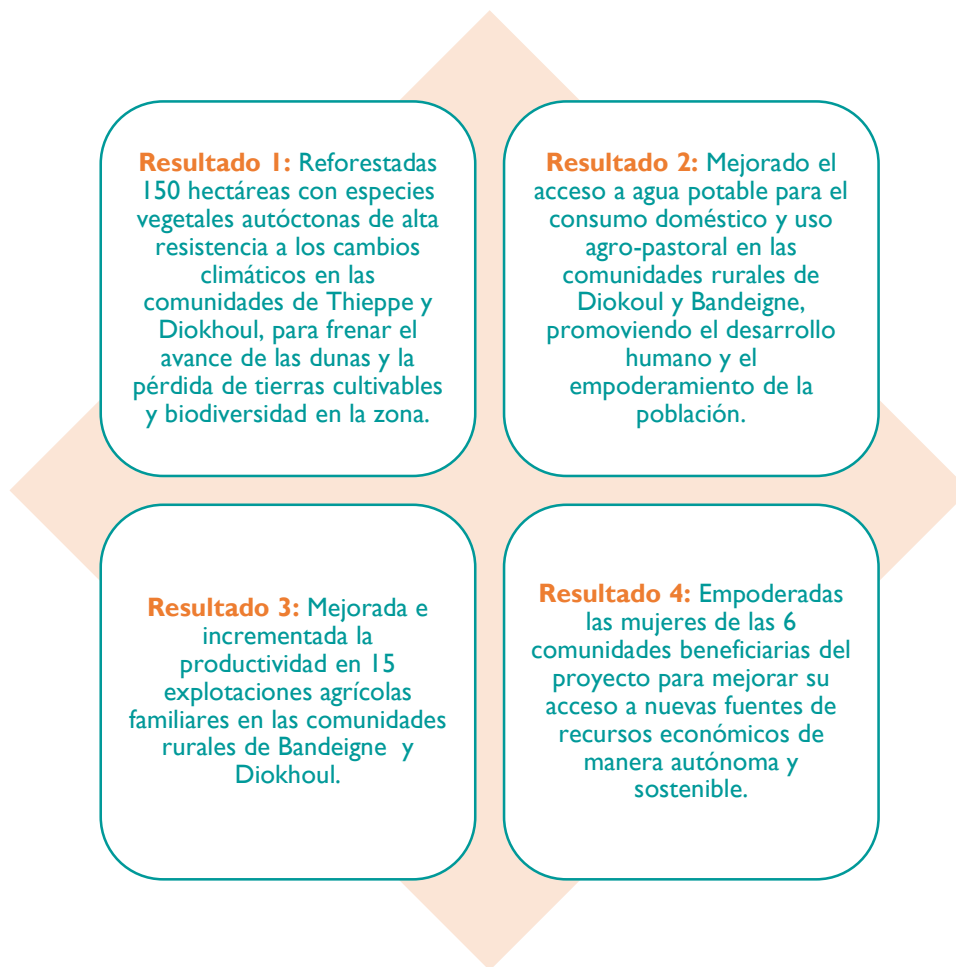 Resultado 1: Reforestadas
150 hectáreas con especies
vegetales autóctonas de alta
resistencia a los cambios
climáticos en las
comunidades de Thieppe y
Diokhoul, para frenar el
avance de las dunas y la
pérdida de tierras cultivables
y biodiversidad en la zona.
Resultado 2: Mejorado el
acceso a agua potable para el
consumo doméstico y uso
agro-pastoral en las
comunidades rurales de
Diokoul y Bandeigne,
promoviendo el desarrollo
humano y el
empoderamiento de la
población.
Resultado 3: Mejorada e
incrementada la
productividad en 15
explotaciones agrícolas
familiares en las comunidades
rurales de Bandeigne y
Diokhoul.
Resultado 4: Empoderadas
las mujeres de las 6
comunidades beneficiarias del
proyecto para mejorar su
acceso a nuevas fuentes de
recursos económicos de
manera autónoma y
sostenible.